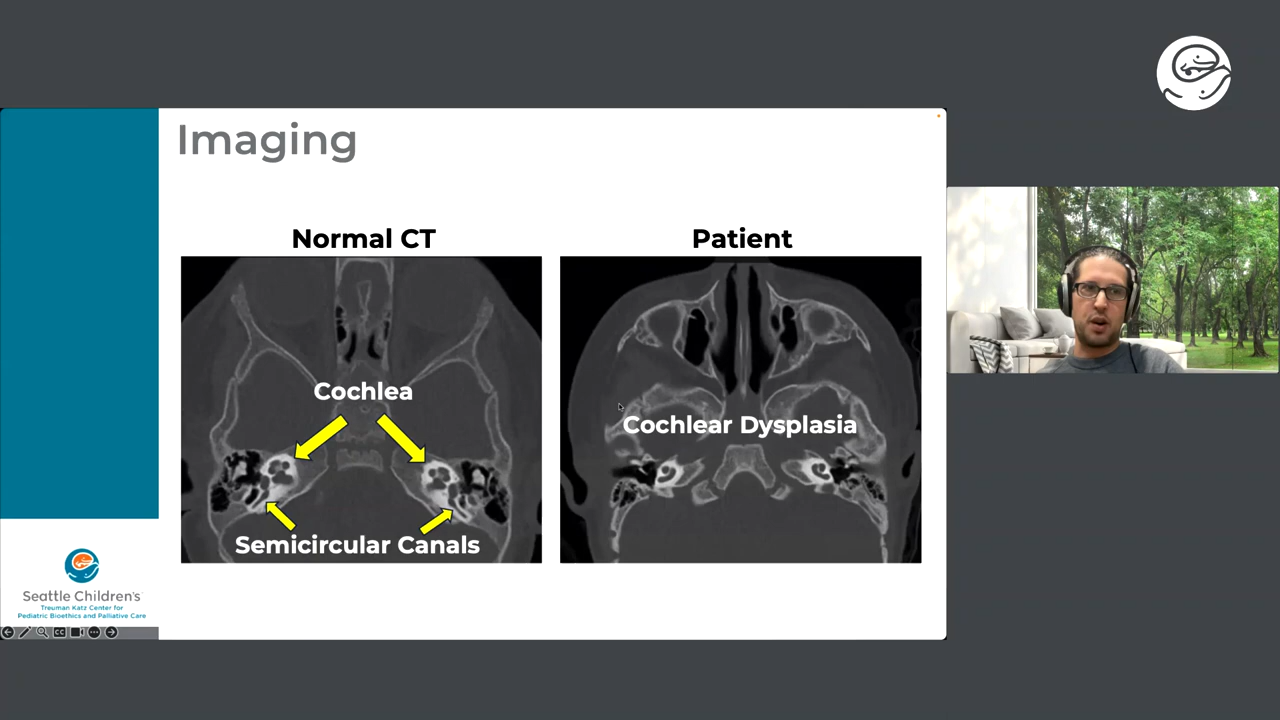 Imaging
Normal CT
Patient
Cochlea
Cochlear Dysplasia
Semicircular Canals
Seattle Children's
Treuman Katz Center for
Pediatric Bioethics and Palliative Care
CC